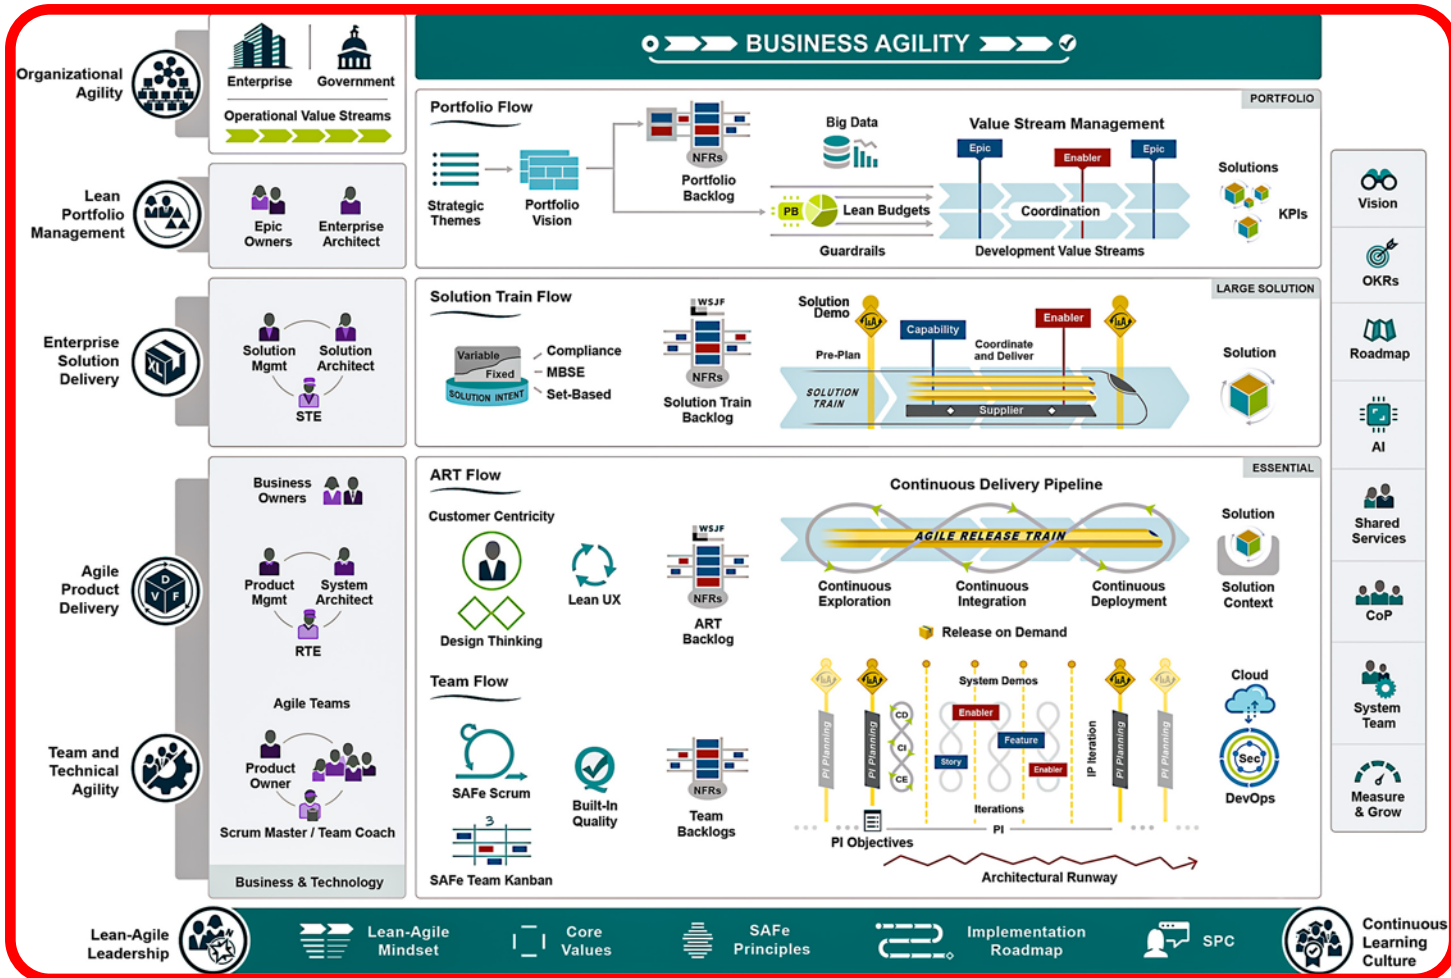 BUSINESS AGILITY
Organizational
Agility
Enterprise
Government
Operational Value Streams
Lean
Portfolio
Management
Epic
Owners
Enterprise
Architect
Portfolio Flow
PORTFOLIO
Strategic
Themes
Portfolio
Vision
NFRs
Portfolio
Backlog
Big Data
PB
Lean Budgets
Guardrails
Value Stream Management
Epic
Enabler
Epic
Coordination
Development Value Streams
Solutions
KPIs
Enterprise
Solution
Delivery
XL
Solution
Mgmt
Solution
Architect
STE
Solution Train Flow
LARGE SOLUTION
Variable
Fixed
SOLUTION INTENT
Compliance
MBSE
Set-Based
WSJF
NFRs
Solution Train
Backlog
Solution
Demo
I&A
Pre-Plan
Capability
Coordinate
and Deliver
Enabler
I&A
SOLUTION
TRAIN
Supplier
Solution
Agile
Product
Delivery
D
V
F
Business
Owners
Product
Mgmt
System
Architect
RTE
ART Flow
ESSENTIAL
Customer Centricity
Design Thinking
Lean UX
WSJF
NFRs
ART
Backlog
Continuous Delivery Pipeline
AGILE RELEASE TRAIN
Continuous
Exploration
Continuous
Integration
Continuous
Deployment
Release on Demand
Solution
Solution
Context
Team and
Technical
Agility
Agile Teams
Product
Owner
Scrum Master / Team Coach
Business & Technology
Team Flow
SAFe Scrum
3
SAFe Team Kanban
Built-In
Quality
NFRs
Team
Backlogs
I&A
I&A
System Demos
I&A
I&A
PI Planning
PI Planning
CD
CI
CE
Enabler
Feature
Story
Enabler
IP Iteration
PI Planning
PI Planning
Iterations
PI
PI Objectives
Architectural Runway
Cloud
Sec
DevOps
Vision
OKRs
Roadmap
AI
Shared
Services
CoP
System
Team
Measure
& Grow
Lean-Agile
Leadership
Lean-Agile
Mindset
Core
Values
SAFe
Principles
Implementation
Roadmap
SPC
Continuous
Learning
Culture